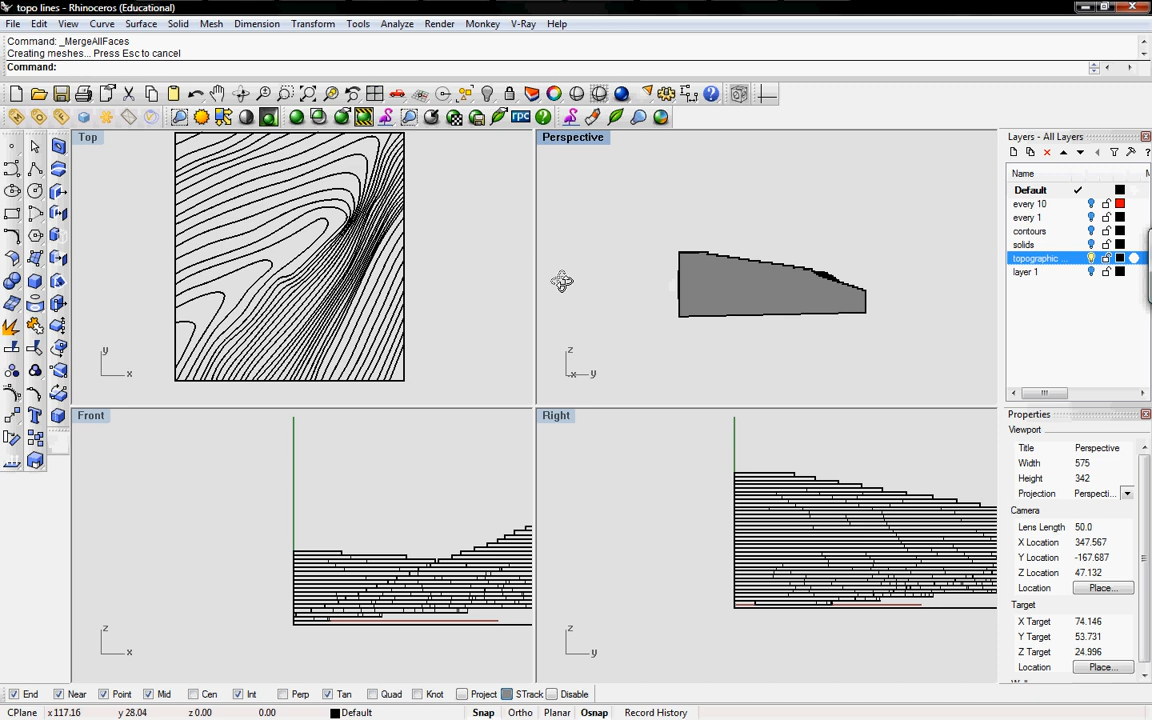 topo lines - Rhinoceros (Educational)
File Edit View Curve Surface Solid Mesh Dimension Transform Tools Analyze Render Monkey V-Ray Help
Command: _MergeAllFaces
Creating meshes... Press Esc to cancel
Command:
rpc
Top
Perspective
Layers - All Layers
Name
Default
every 10
every 1
contours
solids
topographic ...
layer 1
y
x
z
x y
Front
Right
z
x
z
y
Properties
Viewport
Title Perspective
Width 575
Height 342
Projection Perspecti...
Camera
Lens Length 50.0
X Location 347.567
Y Location -167.687
Z Location 47.132
Location Place...
Target
X Target 74.146
Y Target 53.731
Z Target 24.996
Location Place...
End Near Point Mid Cen Int Perp Tan Quad Knot Project STrack Disable
CPlane x 117.16 y 28.04 z 0.00 0.00 Default Snap Ortho Planar Osnap Record History